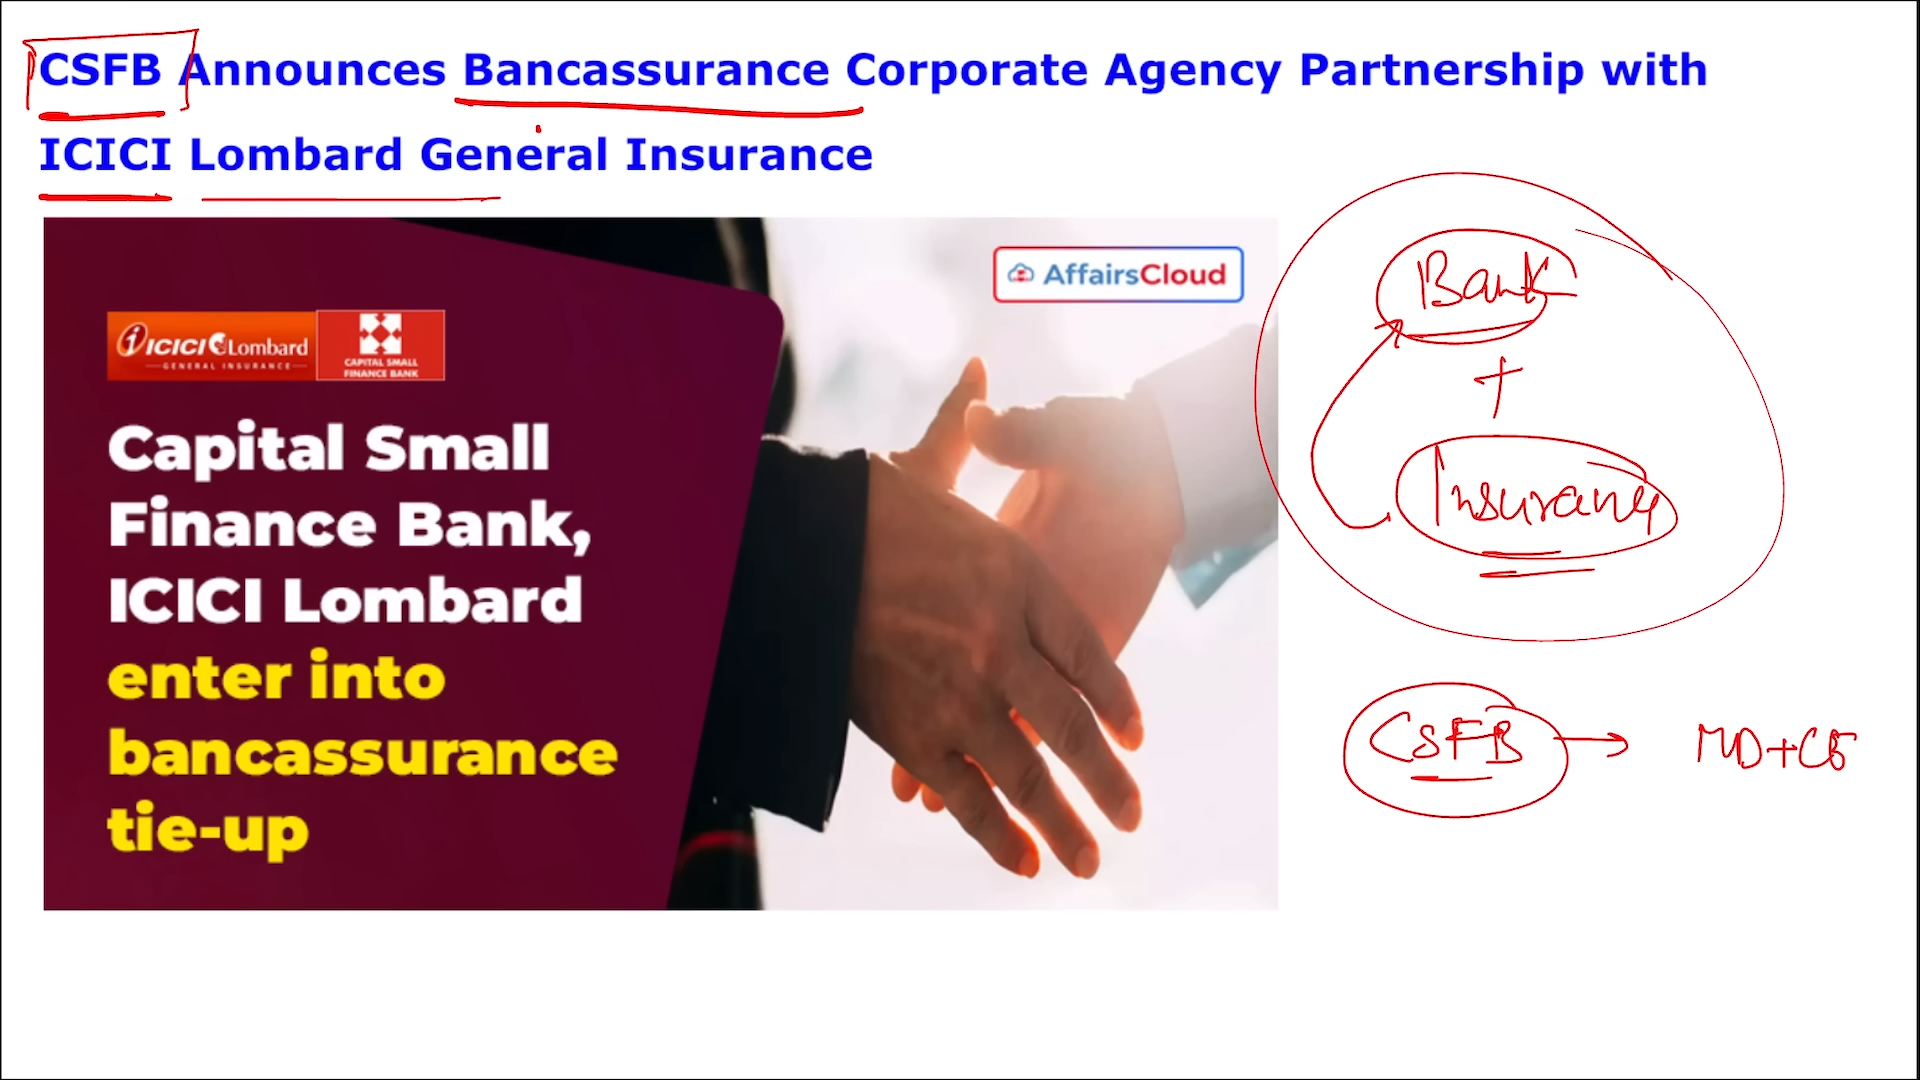 CSFB Announces Bancassurance Corporate Agency Partnership with
ICICI Lombard General Insurance
AffairsCloud
ICICI Lombard
GENERAL INSURANCE
CAPITAL SMALL
FINANCE BANK
Capital Small
Finance Bank,
ICICI Lombard
enter into
bancassurance
tie-up
Bank
+
Insurance
CSFB → MD+CE